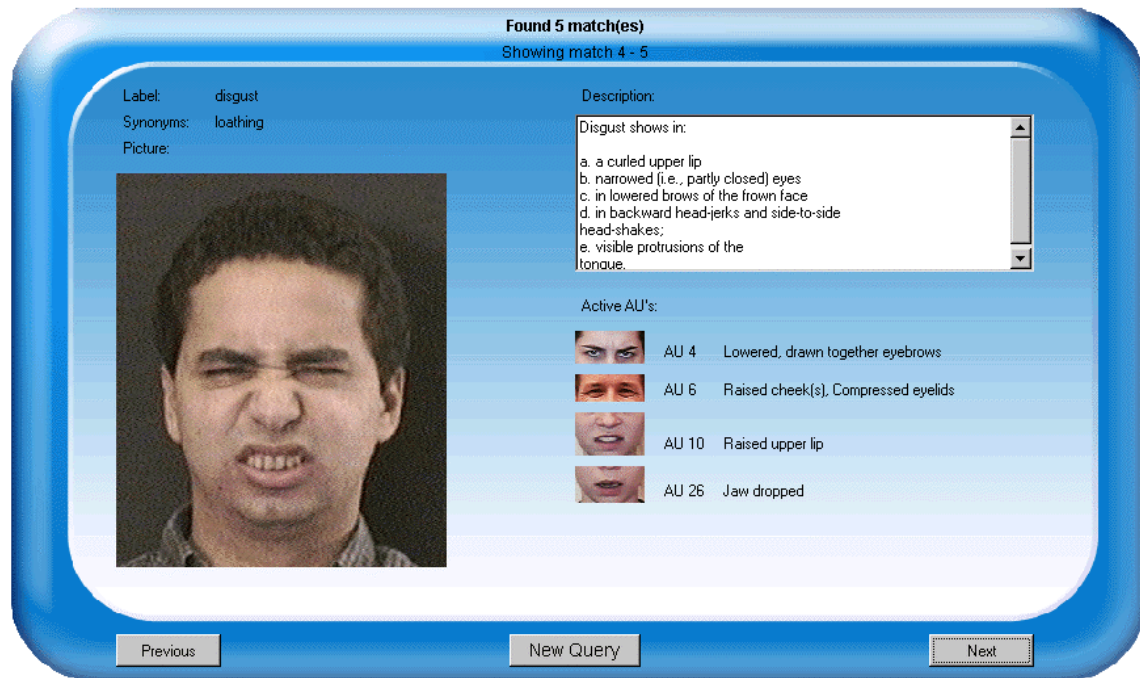 Found 5 match(es)
Showing match 4 - 5
Label: disgust
Synonyms: loathing
Picture:
Description:
Disgust shows in:
a. a curled upper lip
b. narrowed (i.e., partly closed) eyes
c. in lowered brows of the frown face
d. in backward head-jerks and side-to-side
head-shakes;
e. visible protrusions of the
tongue.
Active AU's:
AU 4 Lowered, drawn together eyebrows
AU 6 Raised cheek(s), Compressed eyelids
AU 10 Raised upper lip
AU 26 Jaw dropped
Previous
New Query
Next